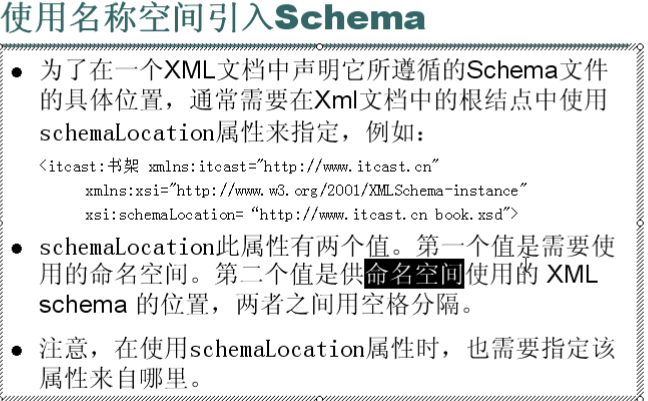 使用名称空间引入Schema
● 为了在一个XML文档中声明它所遵循的Schema文件
的具体位置，通常需要在Xml文档中的根结点中使用
schemaLocation属性来指定，例如：
<itcast:书架 xmlns:itcast="http://www.itcast.cn"
xmlns:xsi="http://www.w3.org/2001/XMLSchema-instance"
xsi:schemaLocation= “http://www.itcast.cn book.xsd">
● schemaLocation此属性有两个值。第一个值是需要使
用的命名空间。第二个值是供命名空间使用的 XML
schema 的位置，两者之间用空格分隔。
● 注意，在使用schemaLocation属性时，也需要指定该
属性来自哪里。